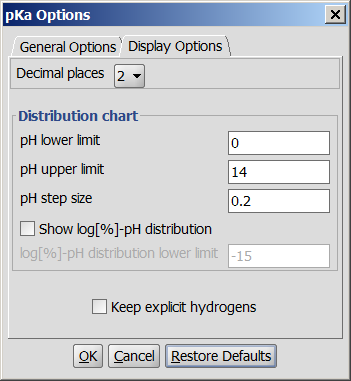 pKa Options
General Options Display Options
Decimal places 2
Distribution chart
pH lower limit 0
pH upper limit 14
pH step size 0.2
Show log[%]-pH distribution
log[%]-pH distribution lower limit -15
Keep explicit hydrogens
OK Cancel Restore Defaults